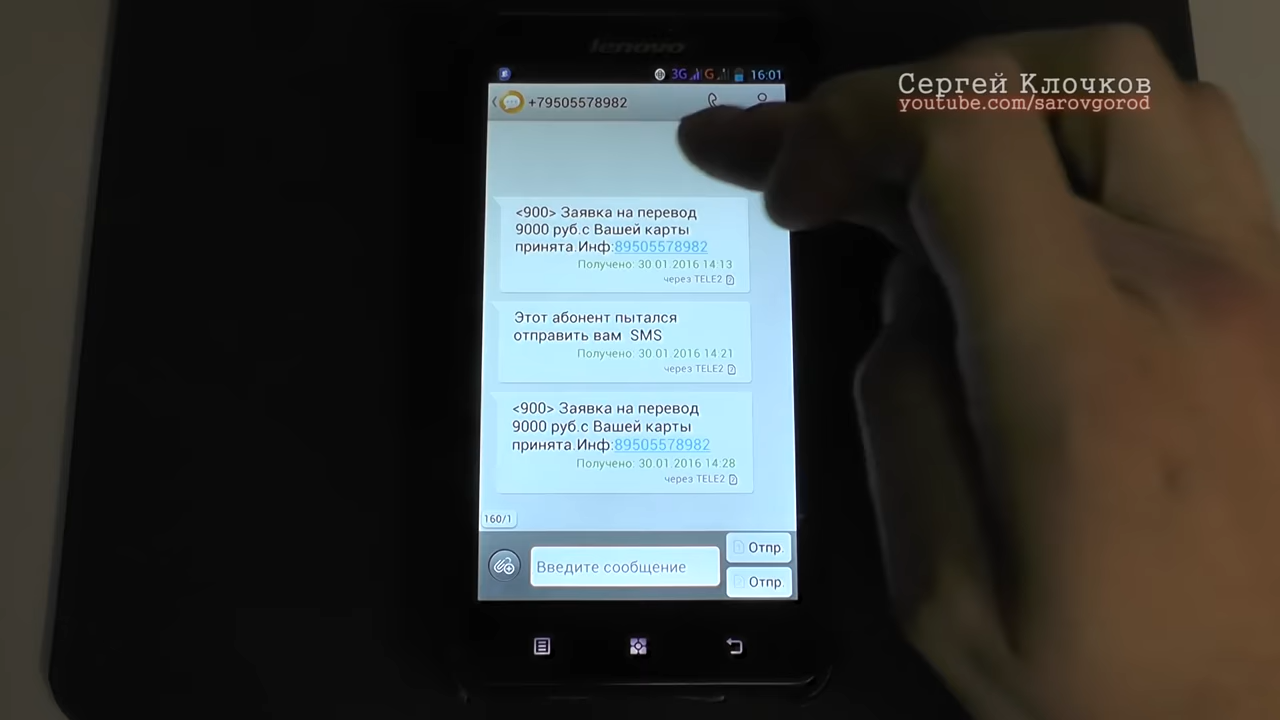 lenovo
3G G 16:01
Сергей Клочков
youtube.com/sarovgorod
+79505578982
<900> Заявка на перевод
9000 руб.с Вашей карты
принята.Инф:89505578982
Получено: 30.01.2016 14:13
через TELE2
Этот абонент пытался
отправить вам SMS
Получено: 30.01.2016 14:21
через TELE2
<900> Заявка на перевод
9000 руб.с Вашей карты
принята.Инф:89505578982
Получено: 30.01.2016 14:28
через TELE2
160/1
Отпр.
Введите сообщение
Отпр.